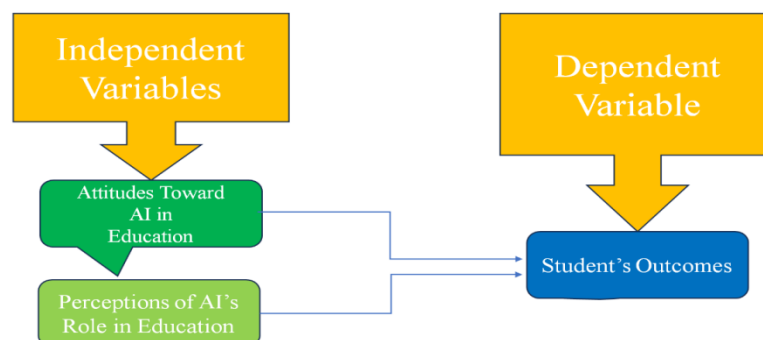 Independent
Variables
Dependent
Variable
Attitudes Toward
AI in
Education
Student's Outcomes
Perceptions of AI's
Role in Education